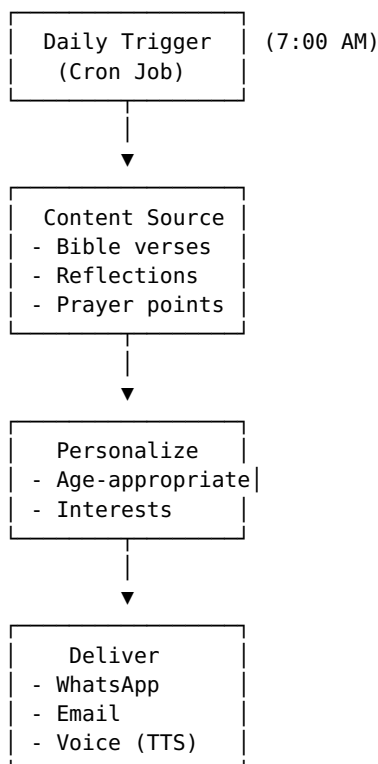 Daily Trigger (7:00 AM)
(Cron Job)
Content Source
- Bible verses
- Reflections
- Prayer points
Personalize
- Age-appropriate
- Interests
Deliver
- WhatsApp
- Email
- Voice (TTS)